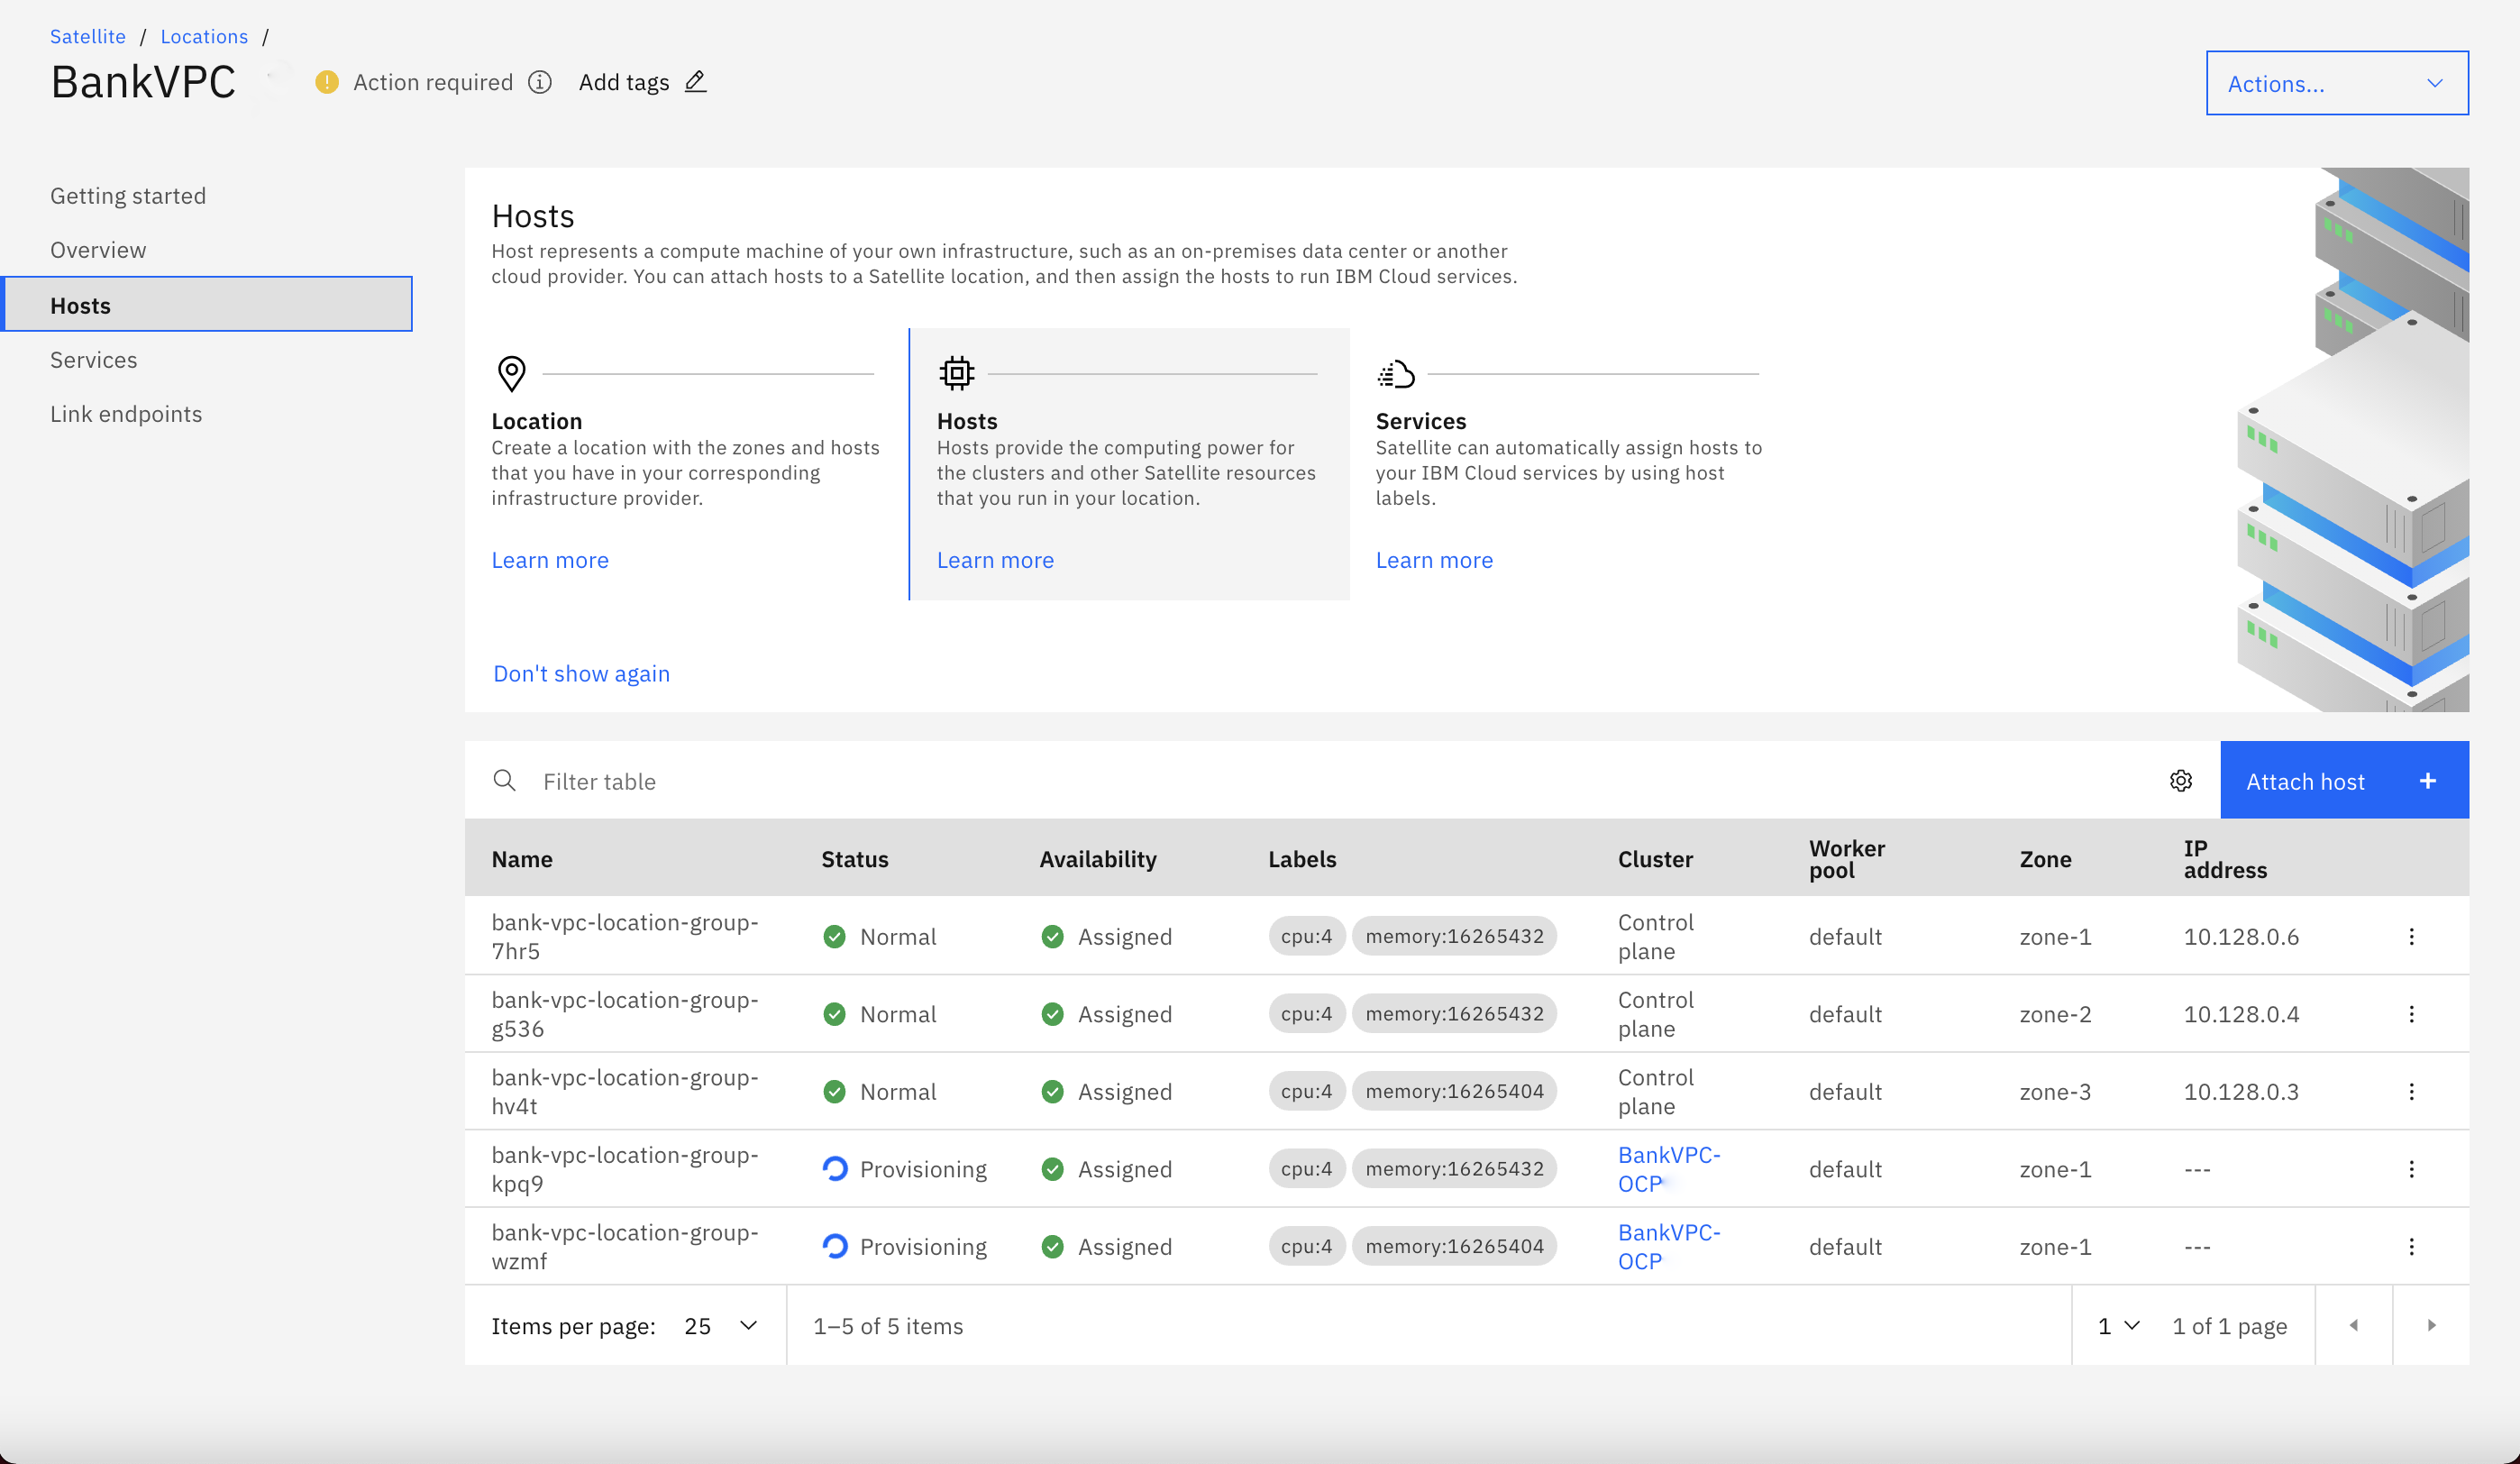 Satellite / Locations /
BankVPC
Action required
Add tags
Actions...
Getting started
Overview
Hosts
Services
Link endpoints
Hosts
Host represents a compute machine of your own infrastructure, such as an on-premises data center or another
cloud provider. You can attach hosts to a Satellite location, and then assign the hosts to run IBM Cloud services.
Location
Create a location with the zones and hosts
that you have in your corresponding
infrastructure provider.
Learn more
Hosts
Hosts provide the computing power for
the clusters and other Satellite resources
that you run in your location.
Learn more
Services
Satellite can automatically assign hosts to
your IBM Cloud services by using host
labels.
Learn more
Don't show again
Filter table
Attach host +
Name Status Availability Labels Cluster Worker pool Zone IP address
bank-vpc-location-group-7hr5 Normal Assigned cpu:4 memory:16265432 Control plane default zone-1 10.128.0.6
bank-vpc-location-group-g536 Normal Assigned cpu:4 memory:16265432 Control plane default zone-2 10.128.0.4
bank-vpc-location-group-hv4t Normal Assigned cpu:4 memory:16265404 Control plane default zone-3 10.128.0.3
bank-vpc-location-group-kpq9 Provisioning Assigned cpu:4 memory:16265432 BankVPC-OCP default zone-1 ---
bank-vpc-location-group-wzmf Provisioning Assigned cpu:4 memory:16265404 BankVPC-OCP default zone-1 ---
Items per page: 25
1–5 of 5 items
1
1 of 1 page